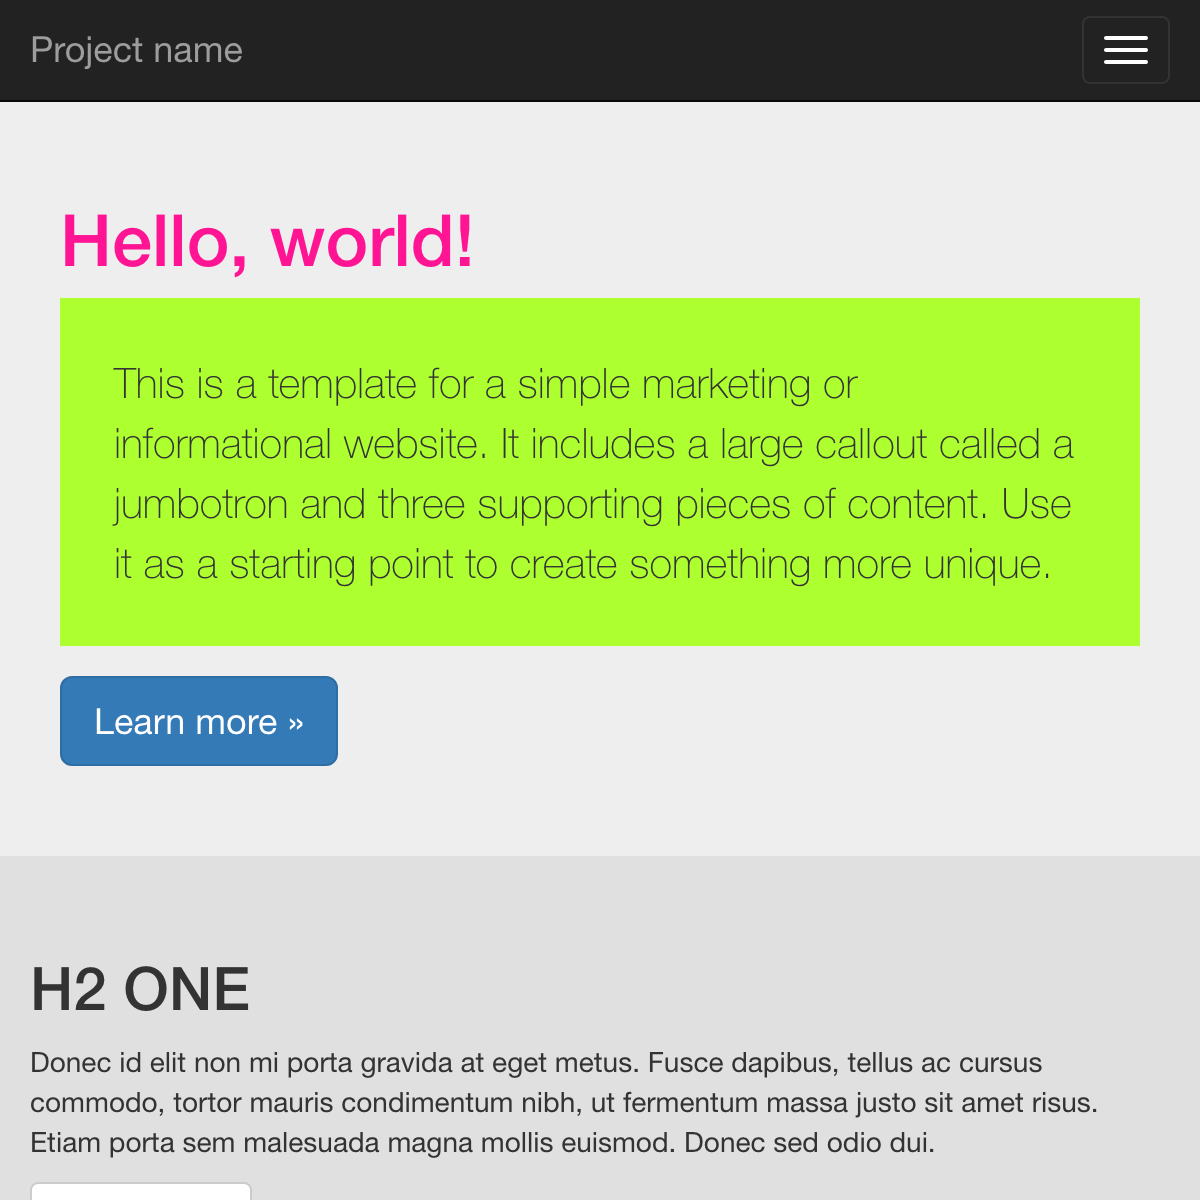 Project name
Hello, world!
This is a template for a simple marketing or
informational website. It includes a large callout called a
jumbotron and three supporting pieces of content. Use
it as a starting point to create something more unique.
Learn more »
H2 ONE
Donec id elit non mi porta gravida at eget metus. Fusce dapibus, tellus ac cursus
commodo, tortor mauris condimentum nibh, ut fermentum massa justo sit amet risus.
Etiam porta sem malesuada magna mollis euismod. Donec sed odio dui.